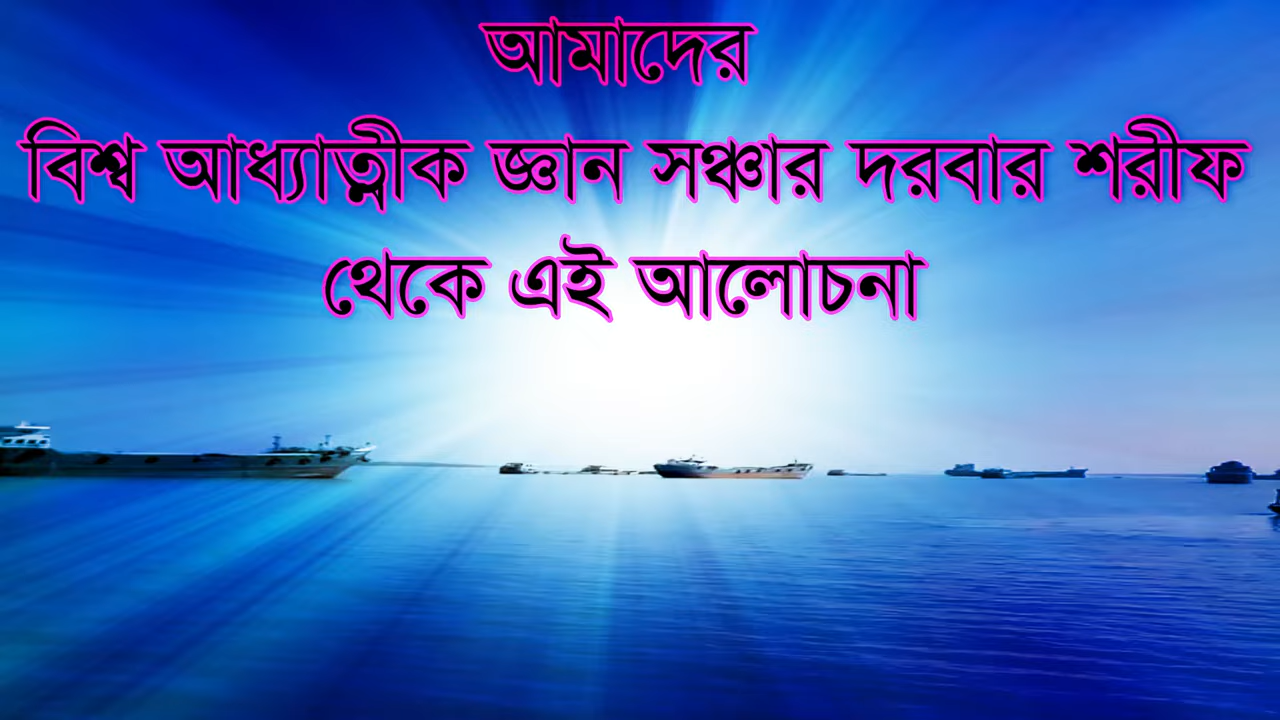 আমাদের
বিশ্ব আধ্যাত্নীক জ্ঞান সঞ্চার দরবার শরীফ
থেকে এই আলোচনা